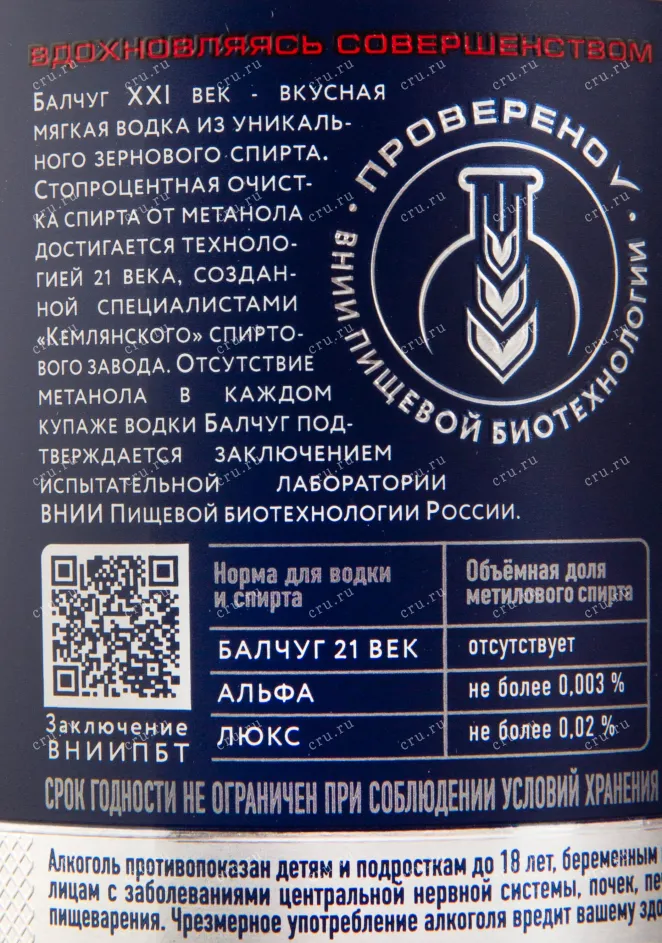 ВДОХНОВЛЯЯСЬ СОВЕРШЕНСТВОМ
БАЛЧУГ XXI ВЕК - ВКУСНАЯ
МЯГКАЯ ВОДКА ИЗ УНИКАЛЬ-
НОГО ЗЕРНОВОГО СПИРТА.
СТОПРОЦЕНТНАЯ ОЧИСТ-
КА СПИРТА ОТ МЕТАНОЛА
ДОСТИГАЕТСЯ ТЕХНОЛО-
ГИЕЙ 21 ВЕКА, СОЗДАН-
НОЙ СПЕЦИАЛИСТАМИ
«КЕМЛЯНСКОГО» СПИРТО-
ВОГО ЗАВОДА. ОТСУТСТВИЕ
МЕТАНОЛА В КАЖДОМ
КУПАЖЕ ВОДКИ БАЛЧУГ ПОД-
ТВЕРЖДАЕТСЯ ЗАКЛЮЧЕНИЕМ
ИСПЫТАТЕЛЬНОЙ ЛАБОРАТОРИИ
ВНИИ ПИЩЕВОЙ БИОТЕХНОЛОГИИ РОССИИ.
ПРОВЕРЕНО
ВНИИ ПИЩЕВОЙ БИОТЕХНОЛОГИИ
Заключение
ВНИИПБТ
Норма для водки
и спирта
Объёмная доля
метилового спирта
БАЛЧУГ 21 ВЕК отсутствует
АЛЬФА не более 0,003 %
ЛЮКС не более 0,02 %
СРОК ГОДНОСТИ НЕ ОГРАНИЧЕН ПРИ СОБЛЮДЕНИИ УСЛОВИЙ ХРАНЕНИЯ
Алкоголь противопоказан детям и подросткам до 18 лет, беременным
лицам с заболеваниями центральной нервной системы, почек,
пищеварения. Чрезмерное употребление алкоголя вредит вашему
cru.ru